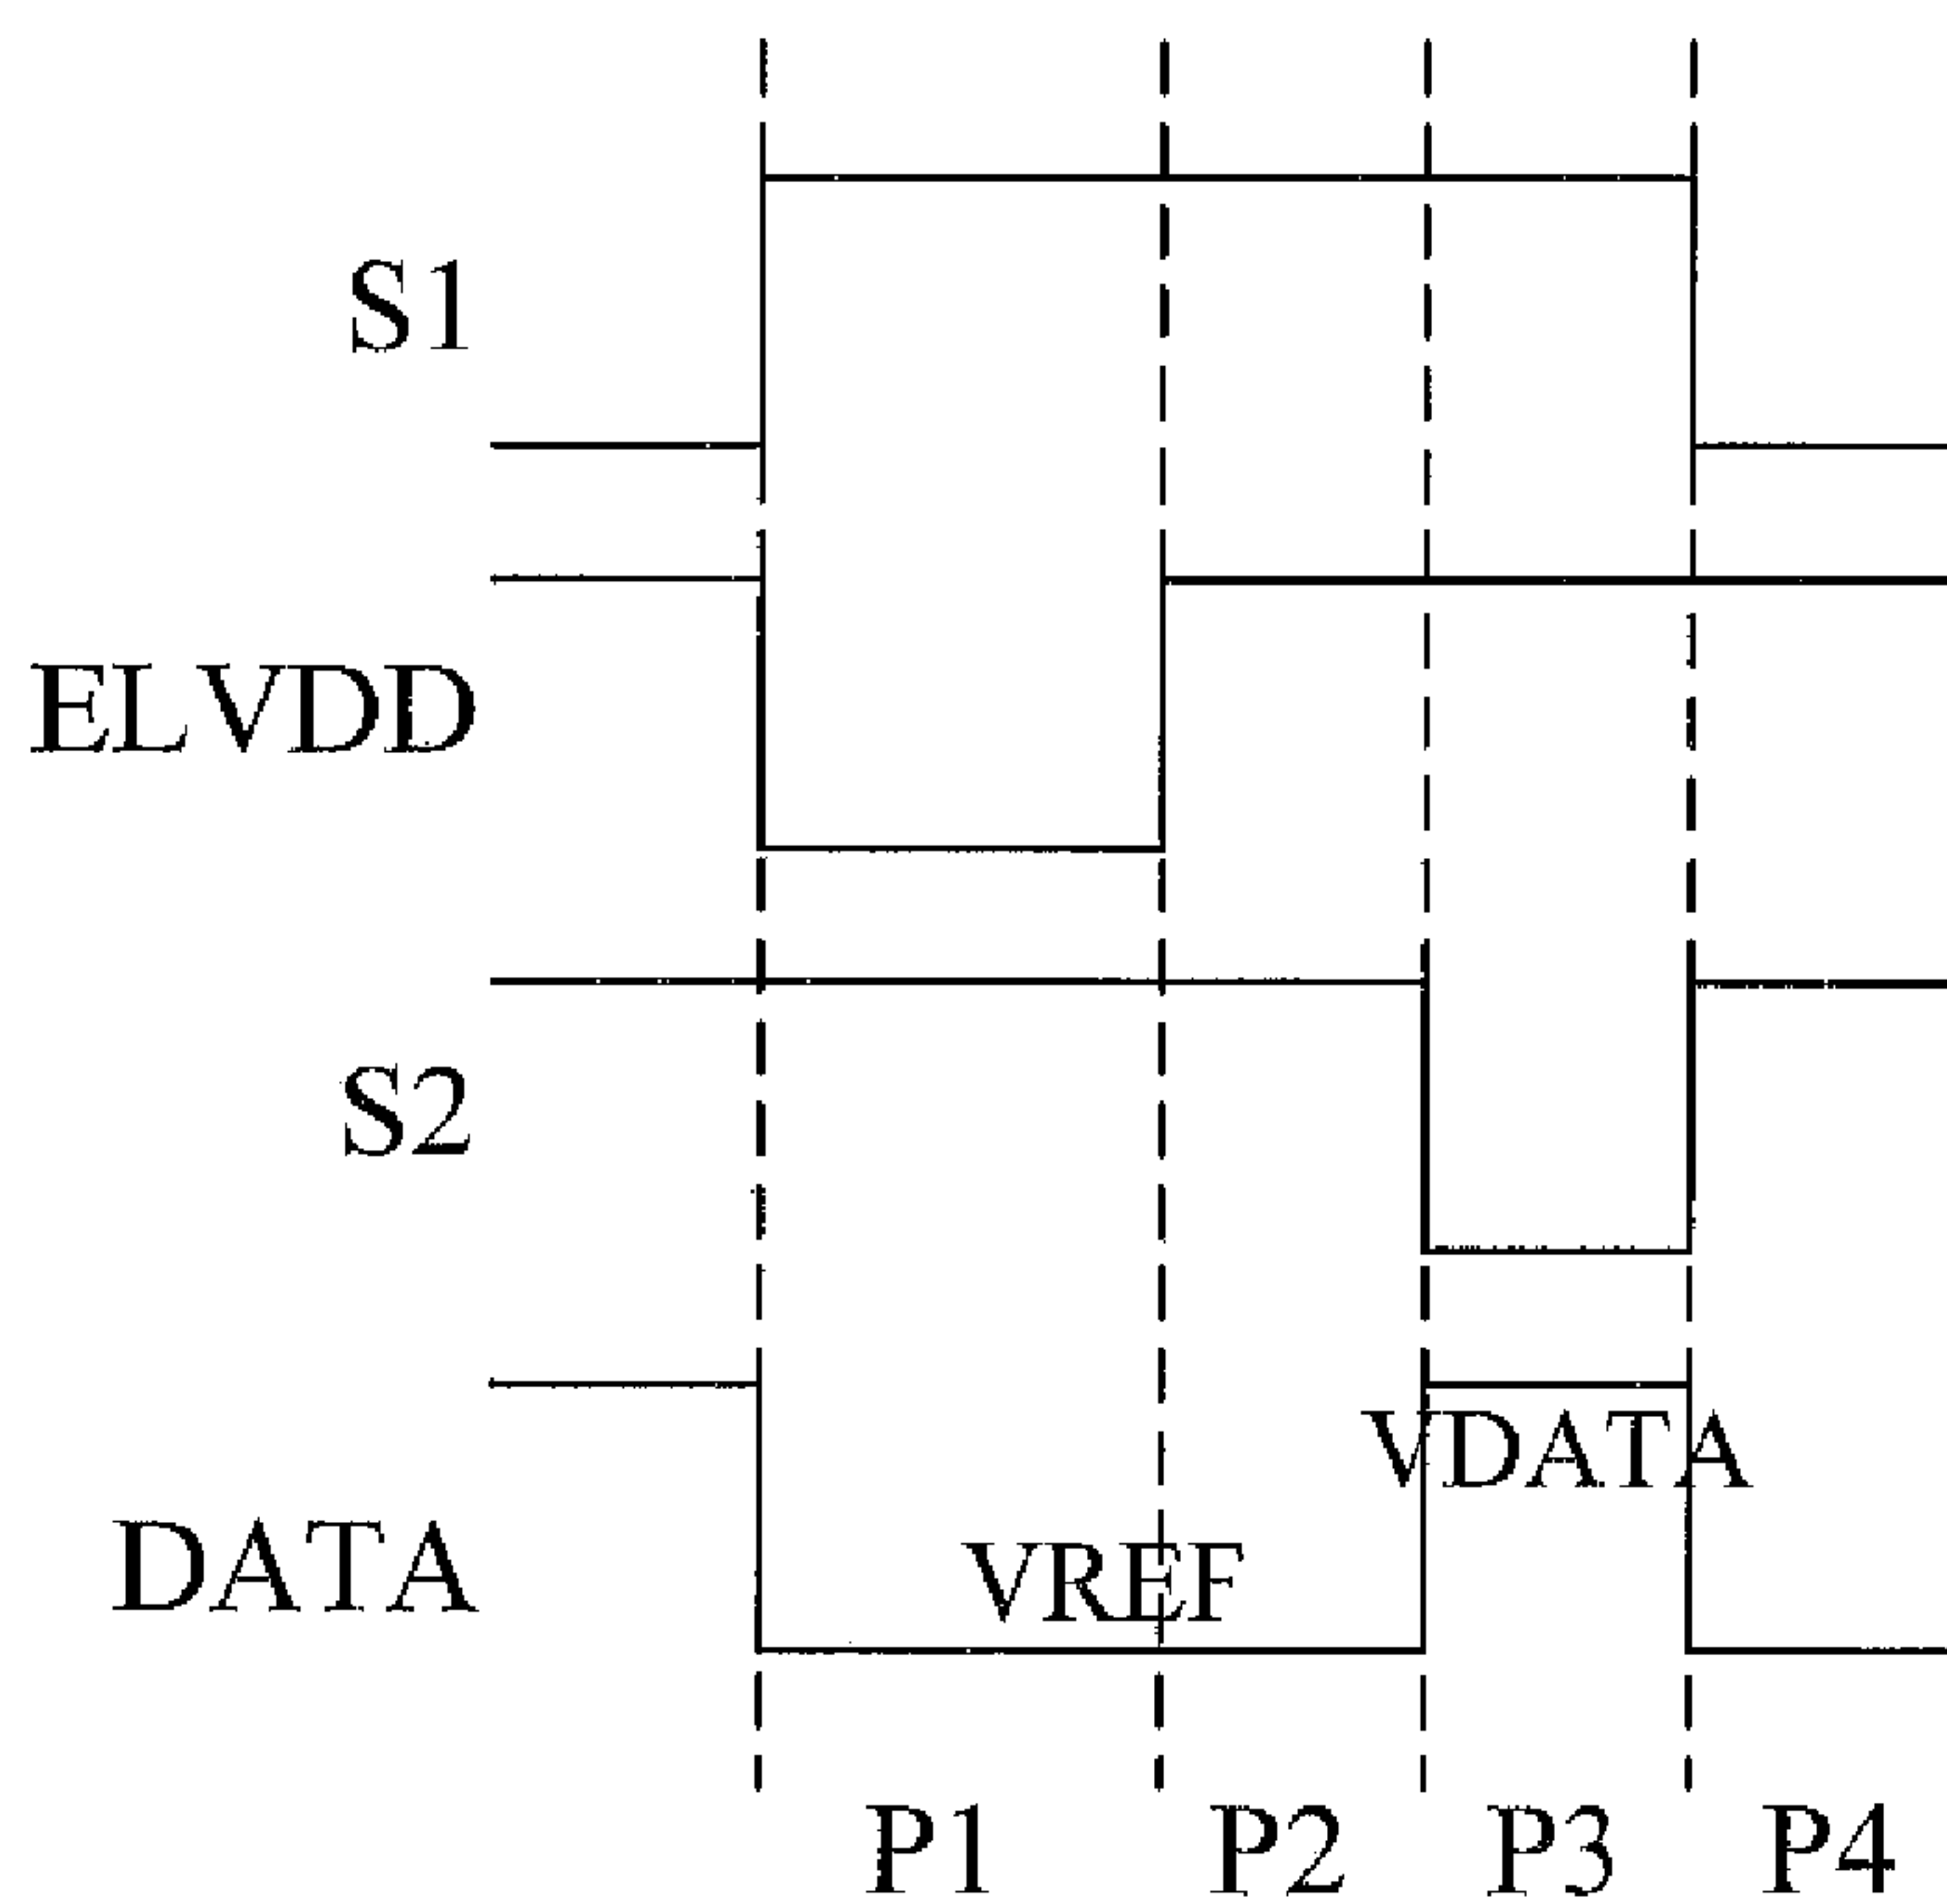 S1
ELVDD
S2
VDATA
DATA
VREF
P1 P2 P3 P4